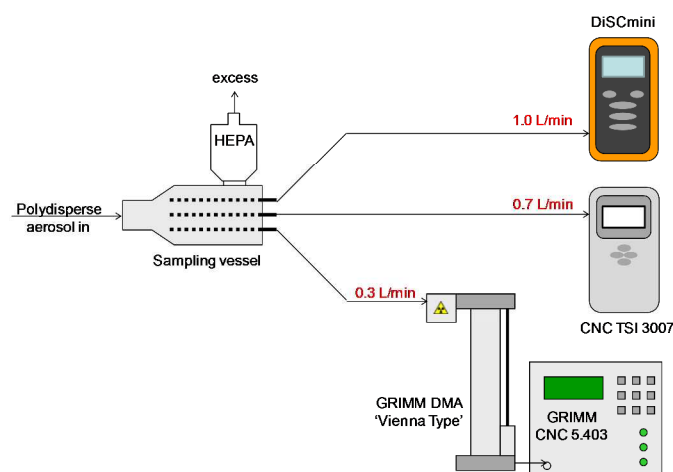 DiSCmini
excess
HEPA
1.0 L/min
Polydisperse
aerosol in
0.7 L/min
Sampling vessel
0.3 L/min
CNC TSI 3007
GRIMM DMA
'Vienna Type'
GRIMM
CNC 5.403